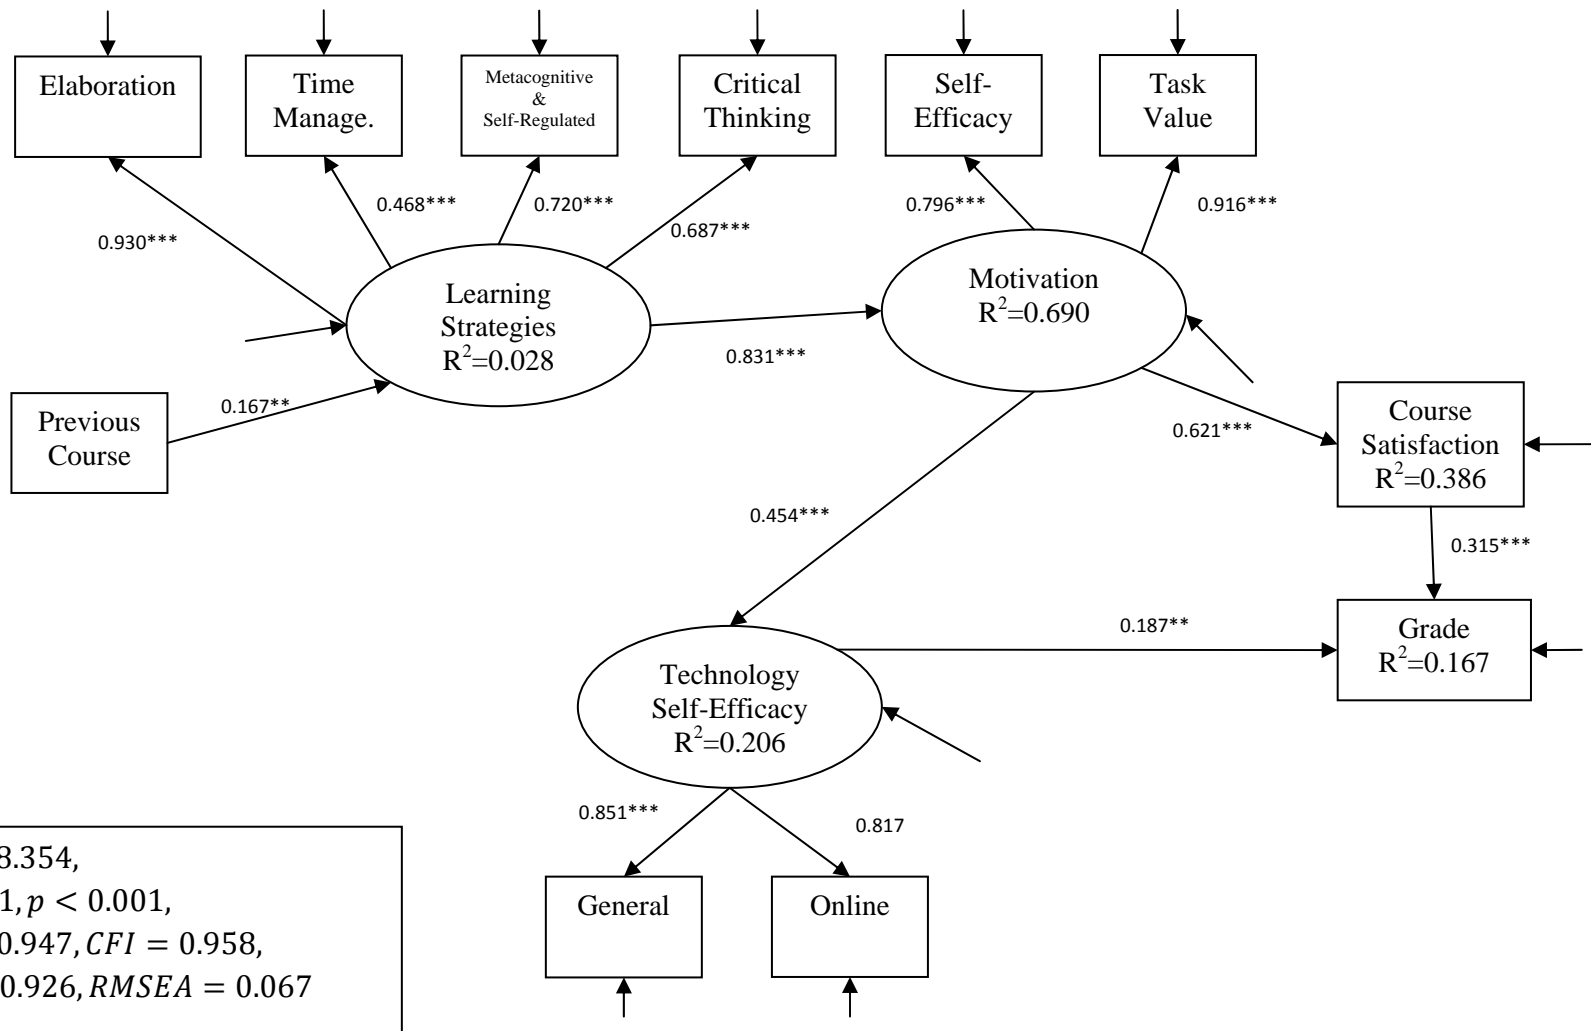 Elaboration
Time
Manage.
Metacognitive
&
Self-Regulated
Critical
Thinking
Self-
Efficacy
Task
Value
0.930***
0.468***
0.720***
0.687***
0.796***
0.916***
Learning
Strategies
R²=0.028
Motivation
R²=0.690
0.831***
Previous
Course
0.167**
0.621***
Course
Satisfaction
R²=0.386
0.454***
0.315***
0.187**
Grade
R²=0.167
Technology
Self-Efficacy
R²=0.206
0.851***
0.817
General
Online
8.354,
1, p < 0.001,
0.947, CFI = 0.958,
0.926, RMSEA = 0.067